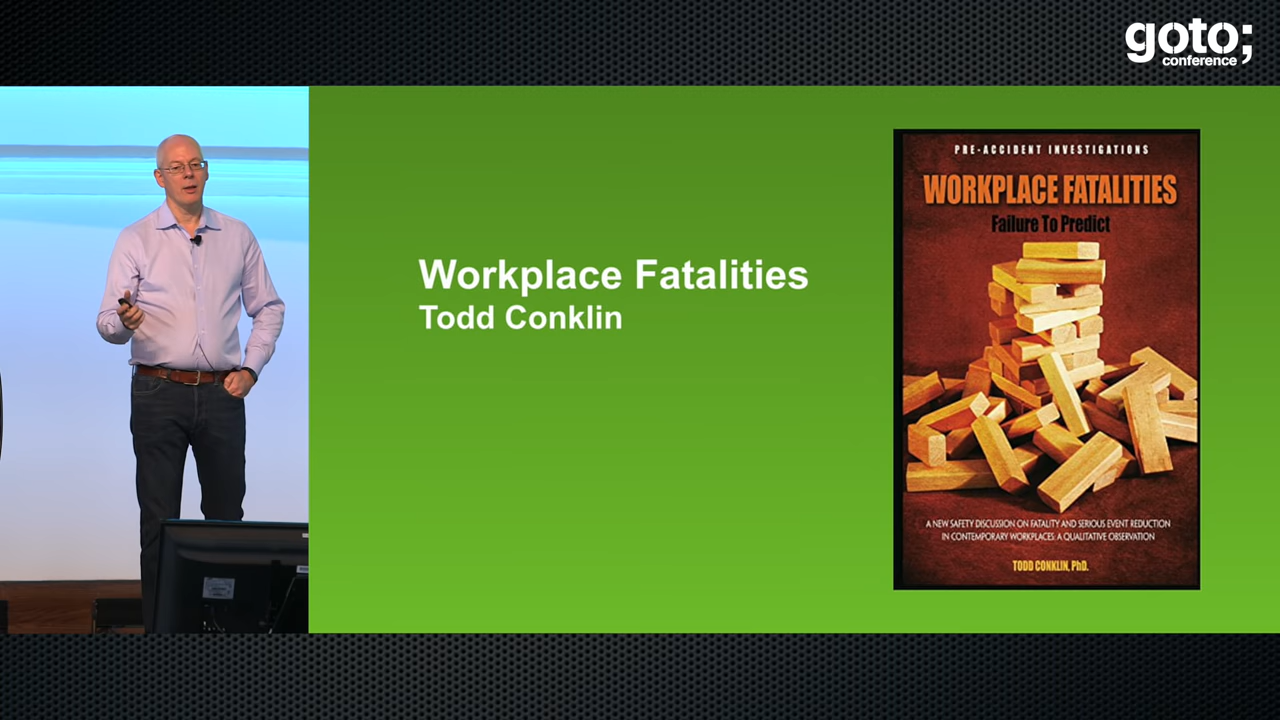 goto;
conference
Workplace Fatalities
Todd Conklin
PRE-ACCIDENT INVESTIGATIONS
WORKPLACE FATALITIES
Failure To Predict
A NEW SAFETY DISCUSSION ON FATALITY AND SERIOUS EVENT REDUCTION
IN CONTEMPORARY WORKPLACES: A QUALITATIVE OBSERVATION
TODD CONKLIN, PhD.